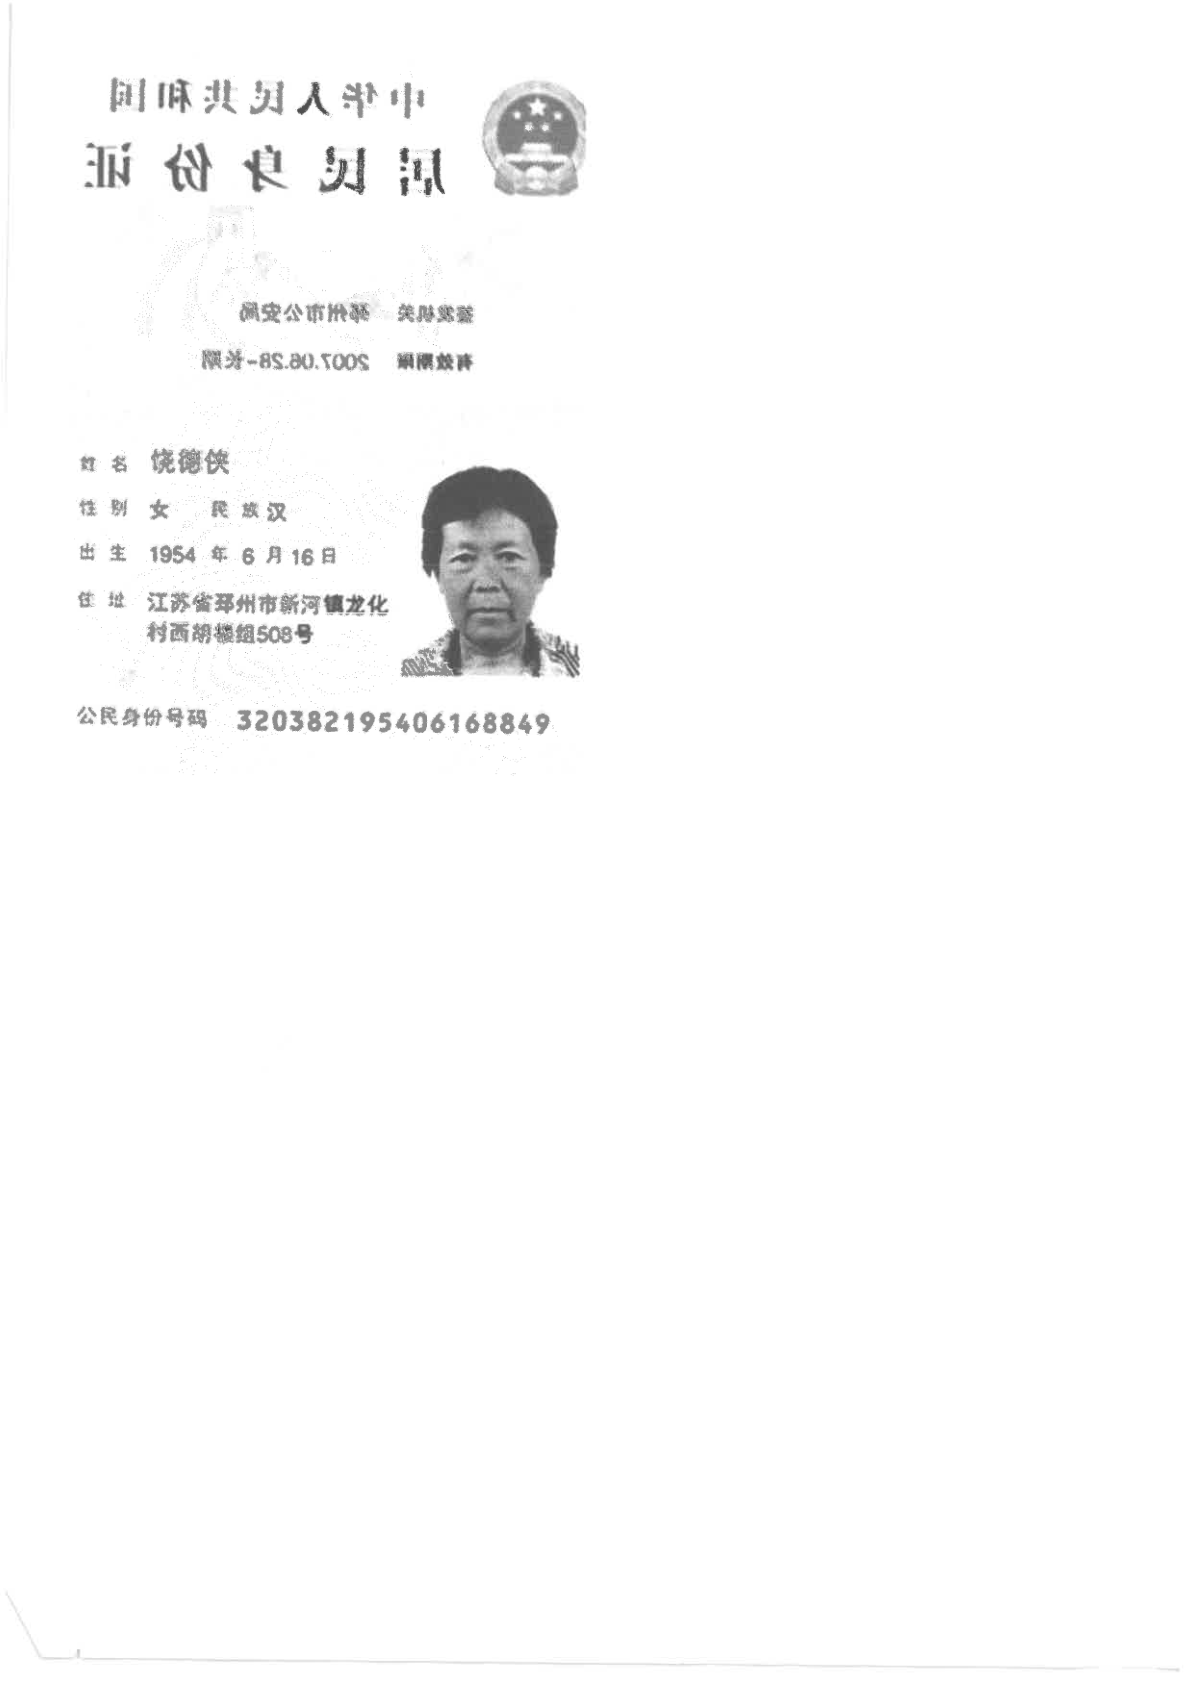 中华人民共和国
居民身份证
签发机关 邳州市公安局
有效期限 2007.06.28-长期
姓名 饶德侠
性别 女 民族 汉
出生 1954 年 6 月 16 日
住址 江苏省邳州市新河镇龙化
村西胡楼组508号
公民身份号码 320382195406168849